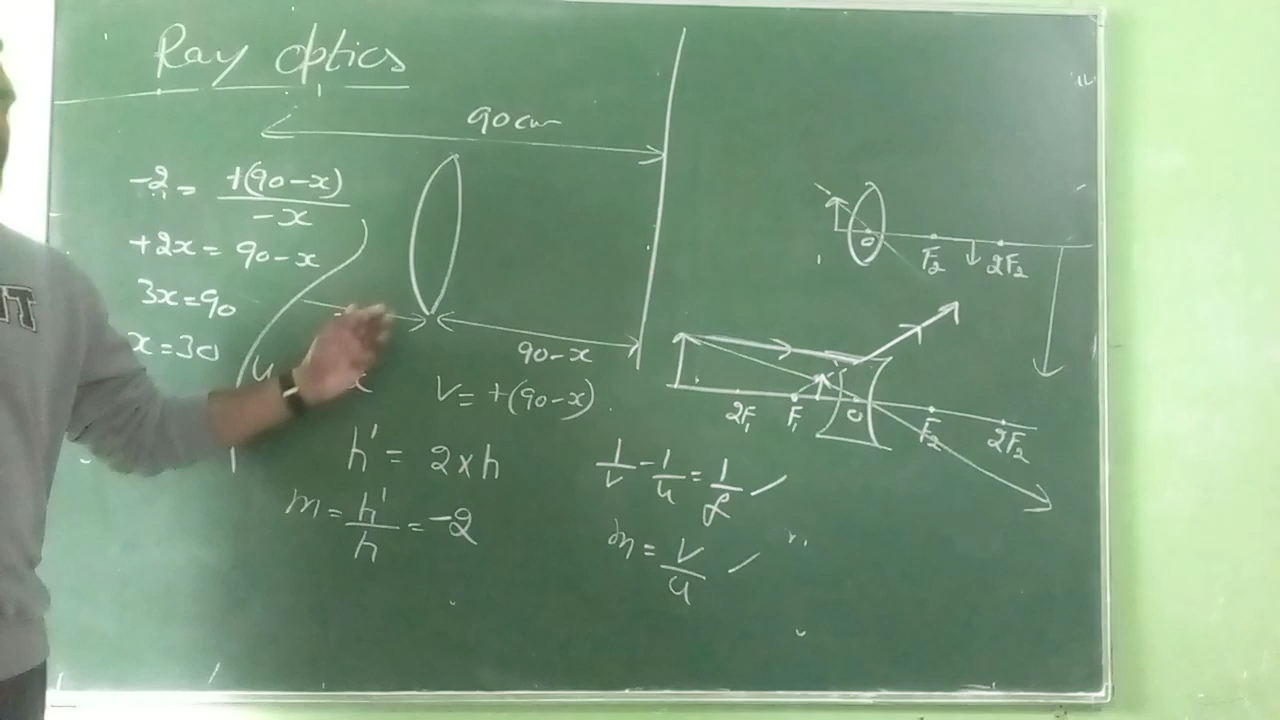 Ray Optics
90cm
-2 = +(90-x)/-x
+2x = 90-x
3x=90
x=30
u
x
90-x
v = +(90-x)
h' = 2xh
m = h'/h = -2
1/v - 1/u = 1/f
m = v/u
O F₂ 2F₂
2F₁ F₁ O F₂ 2F₂